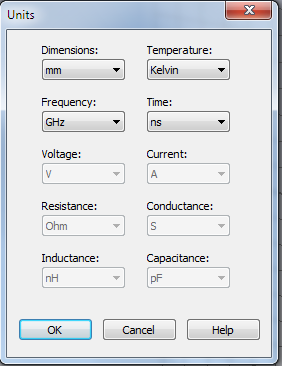 Units
Dimensions: Temperature:
mm Kelvin
Frequency: Time:
GHz ns
Voltage: Current:
V A
Resistance: Conductance:
Ohm S
Inductance: Capacitance:
nH pF
OK Cancel Help